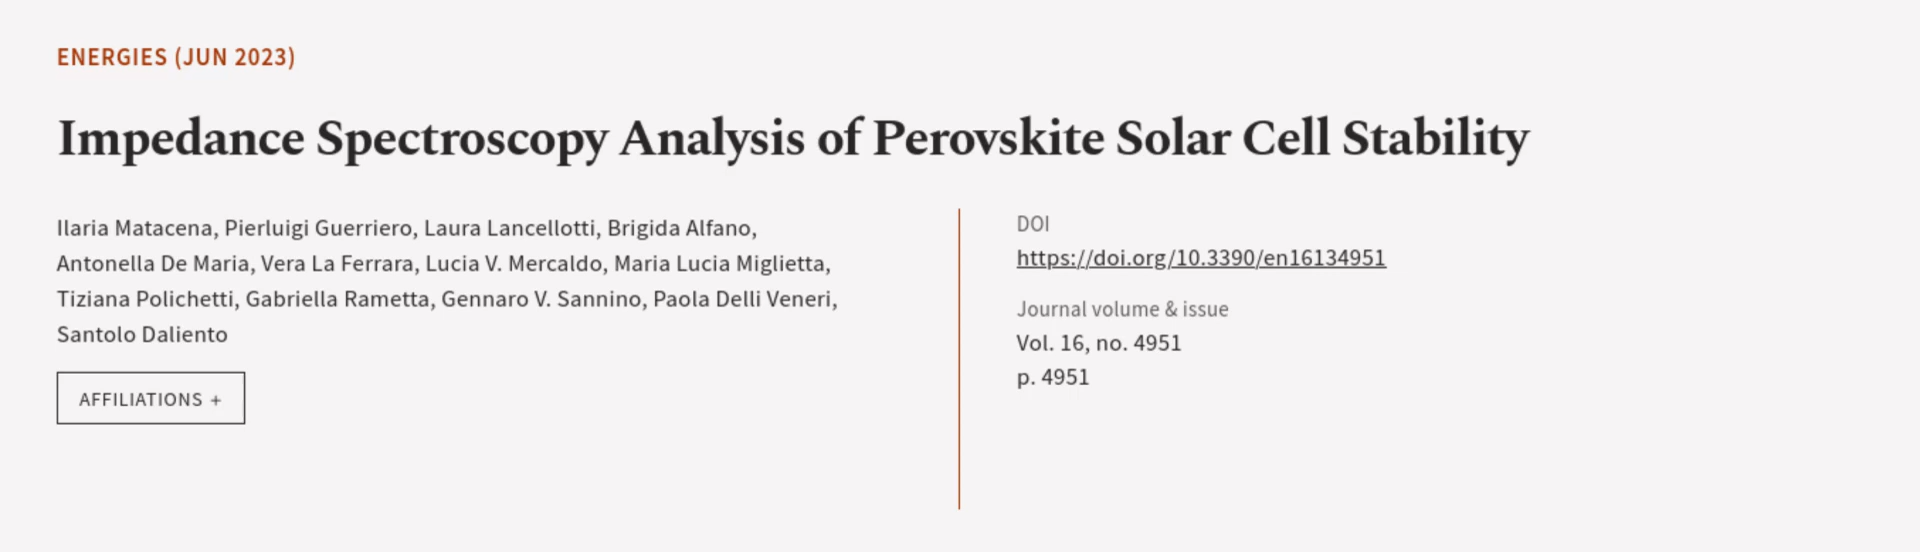 ENERGIES (JUN 2023)
Impedance Spectroscopy Analysis of Perovskite Solar Cell Stability
Ilaria Matacena, Pierluigi Guerriero, Laura Lancellotti, Brigida Alfano,
Antonella De Maria, Vera La Ferrara, Lucia V. Mercaldo, Maria Lucia Miglietta,
Tiziana Polichetti, Gabriella Rametta, Gennaro V. Sannino, Paola Delli Veneri,
Santolo Daliento
AFFILIATIONS +
DOI
https://doi.org/10.3390/en16134951
Journal volume & issue
Vol. 16, no. 4951
p. 4951